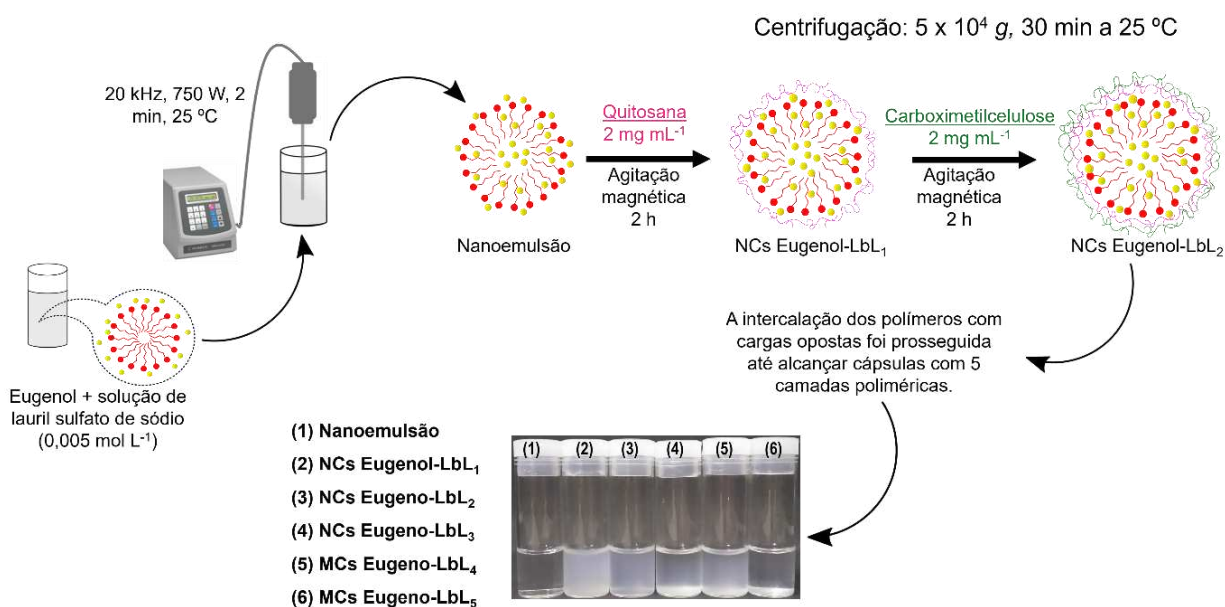 Centrifugação: 5 x 10⁴ g, 30 min a 25 ºC
20 kHz, 750 W, 2
min, 25 ºC
Quitosana
2 mg mL⁻¹
Agitação
magnética
2 h
Carboximetilcelulose
2 mg mL⁻¹
Agitação
magnética
2 h
Nanoemulsão
NCs Eugenol-LbL₁
NCs Eugenol-LbL₂
Eugenol + solução de
lauril sulfato de sódio
(0,005 mol L⁻¹)
A intercalação dos polímeros com
cargas opostas foi prosseguida
até alcançar cápsulas com 5
camadas poliméricas.
(1) Nanoemulsão
(2) NCs Eugenol-LbL₁
(3) NCs Eugeno-LbL₂
(4) NCs Eugeno-LbL₃
(5) MCs Eugeno-LbL₄
(6) MCs Eugeno-LbL₅
(1) (2) (3) (4) (5) (6)